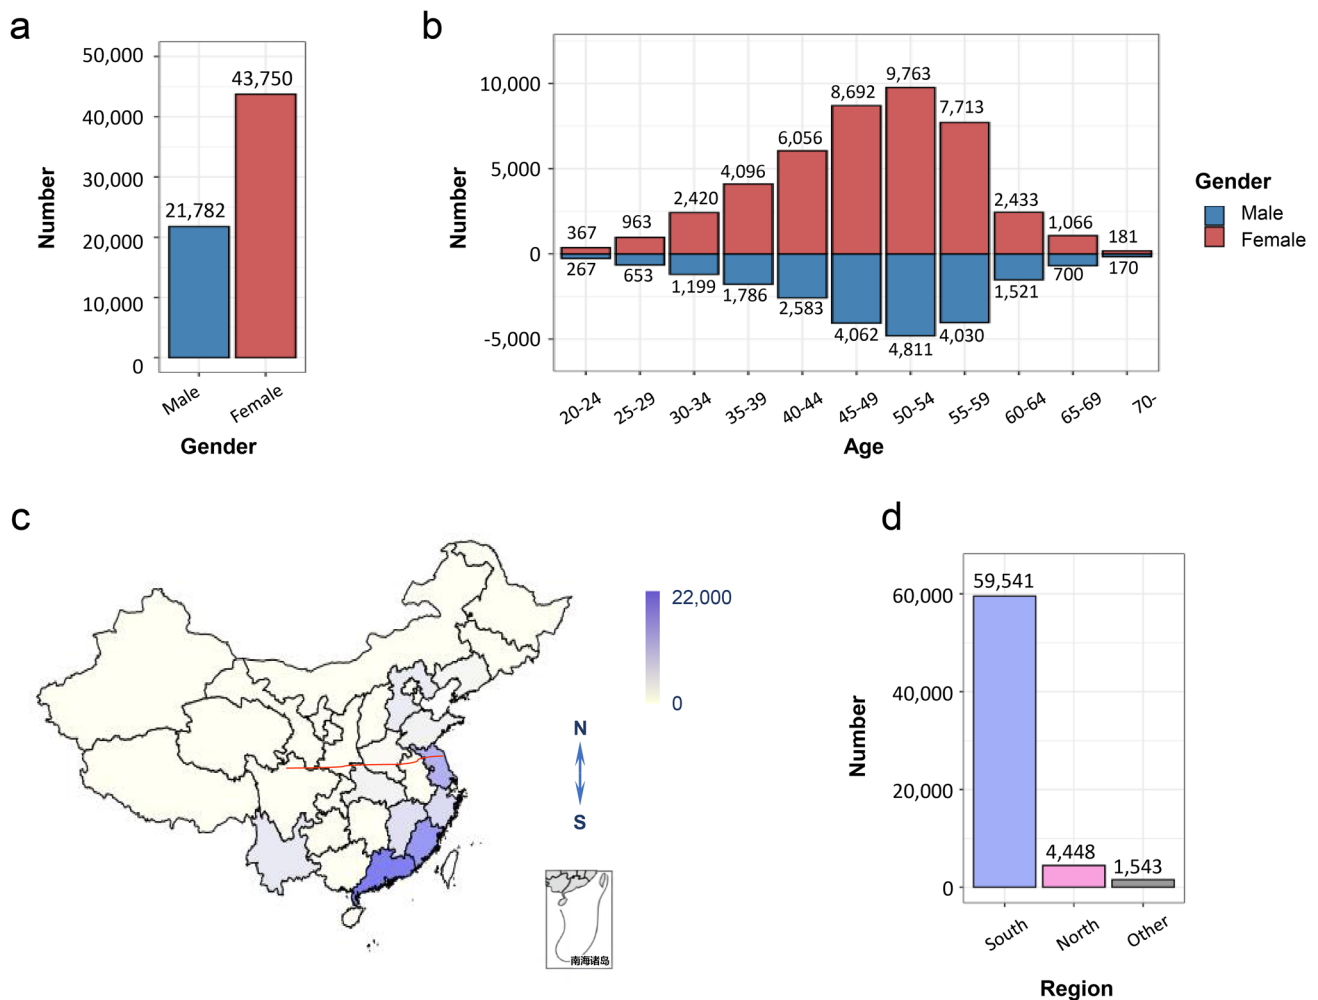 a
50,000
40,000
30,000
20,000
10,000
0
Number
43,750
21,782
Male
Female
Gender
b
10,000
5,000
0
-5,000
Number
367
963
2,420
4,096
6,056
8,692
9,763
7,713
2,433
1,066
181
267
653
1,199
1,786
2,583
4,062
4,811
4,030
1,521
700
170
20-24
25-29
30-34
35-39
40-44
45-49
50-54
55-59
60-64
65-69
70-
Age
Gender
Male
Female
c
22,000
0
N
S
南海诸岛
d
60,000
40,000
20,000
0
Number
59,541
4,448
1,543
South
North
Other
Region